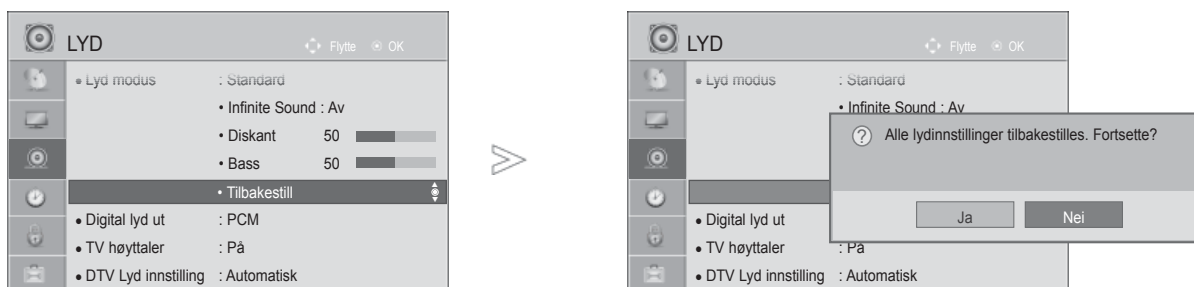 LYD Flytte OK
• Lyd modus : Standard
• Infinite Sound : Av
• Diskant 50
• Bass 50
• Tilbakestill
• Digital lyd ut : PCM
• TV høyttaler : På
• DTV Lyd innstilling : Automatisk
LYD Flytte OK
• Lyd modus : Standard
• Infinite Sound : Av
? Alle lydinnstillinger tilbakestilles. Fortsette?
Ja Nei
• Digital lyd ut
• TV høyttaler : På
• DTV Lyd innstilling : Automatisk